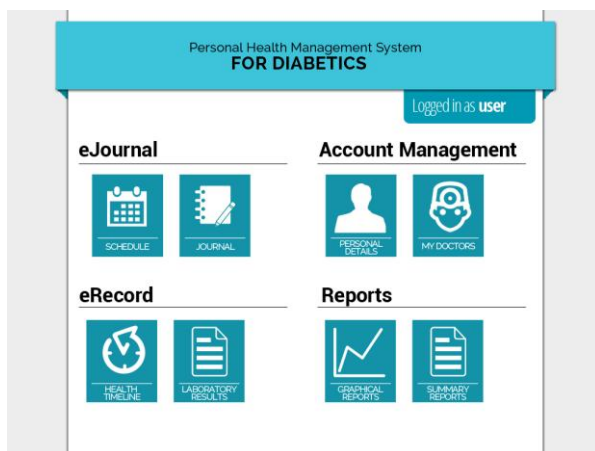 Personal Health Management System
FOR DIABETICS
Logged in as user
eJournal
SCHEDULE
JOURNAL
Account Management
PERSONAL
DETAILS
MY DOCTORS
eRecord
HEALTH
TIMELINE
LABORATORY
RESULTS
Reports
GRAPHICAL
REPORTS
SUMMARY
REPORTS